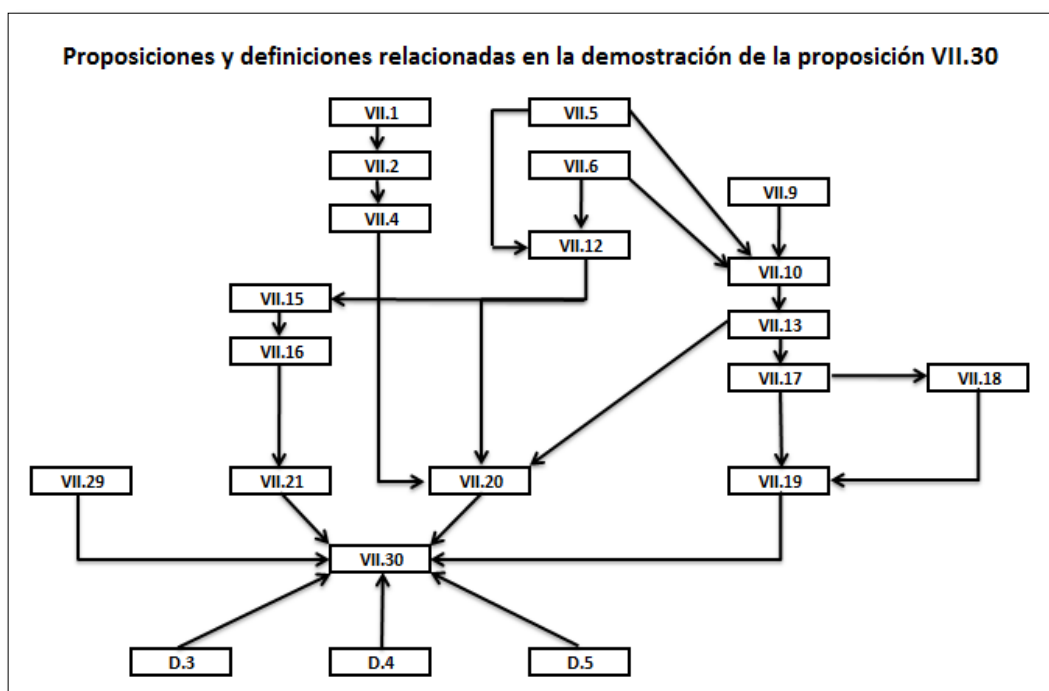 Proposiciones y definiciones relacionadas en la demostración de la proposición VII.30
VII.1
VII.5
VII.2
VII.6
VII.9
VII.4
VII.12
VII.10
VII.15
VII.13
VII.16
VII.17
VII.18
VII.29
VII.21
VII.20
VII.19
VII.30
D.3
D.4
D.5